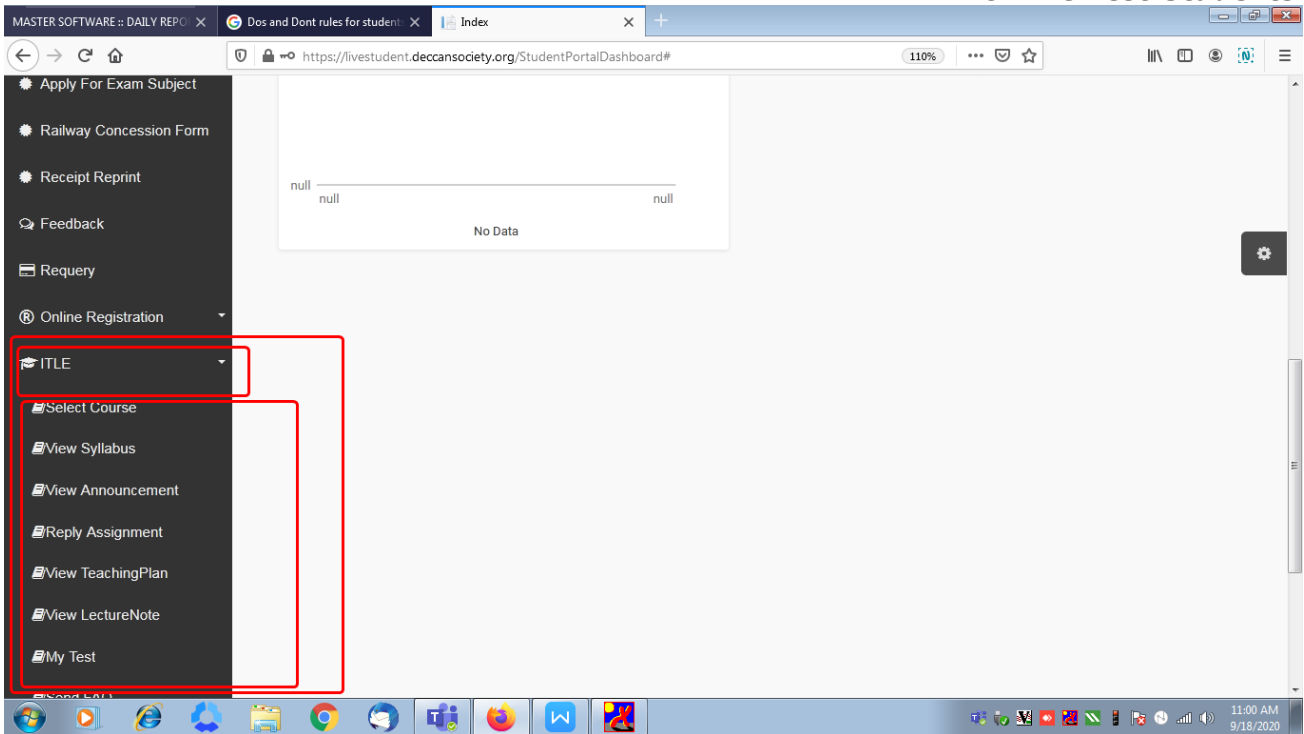 MASTER SOFTWARE :: DAILY REPO
Dos and Dont rules for student
Index
https://livestudent.deccansociety.org/StudentPortalDashboard#
110%
Apply For Exam Subject
Railway Concession Form
Receipt Reprint
Feedback
Requery
Online Registration
ITLE
Select Course
View Syllabus
View Announcement
Reply Assignment
View TeachingPlan
View LectureNote
My Test
Send FAQ
null
null null
No Data
11:00 AM
9/18/2020